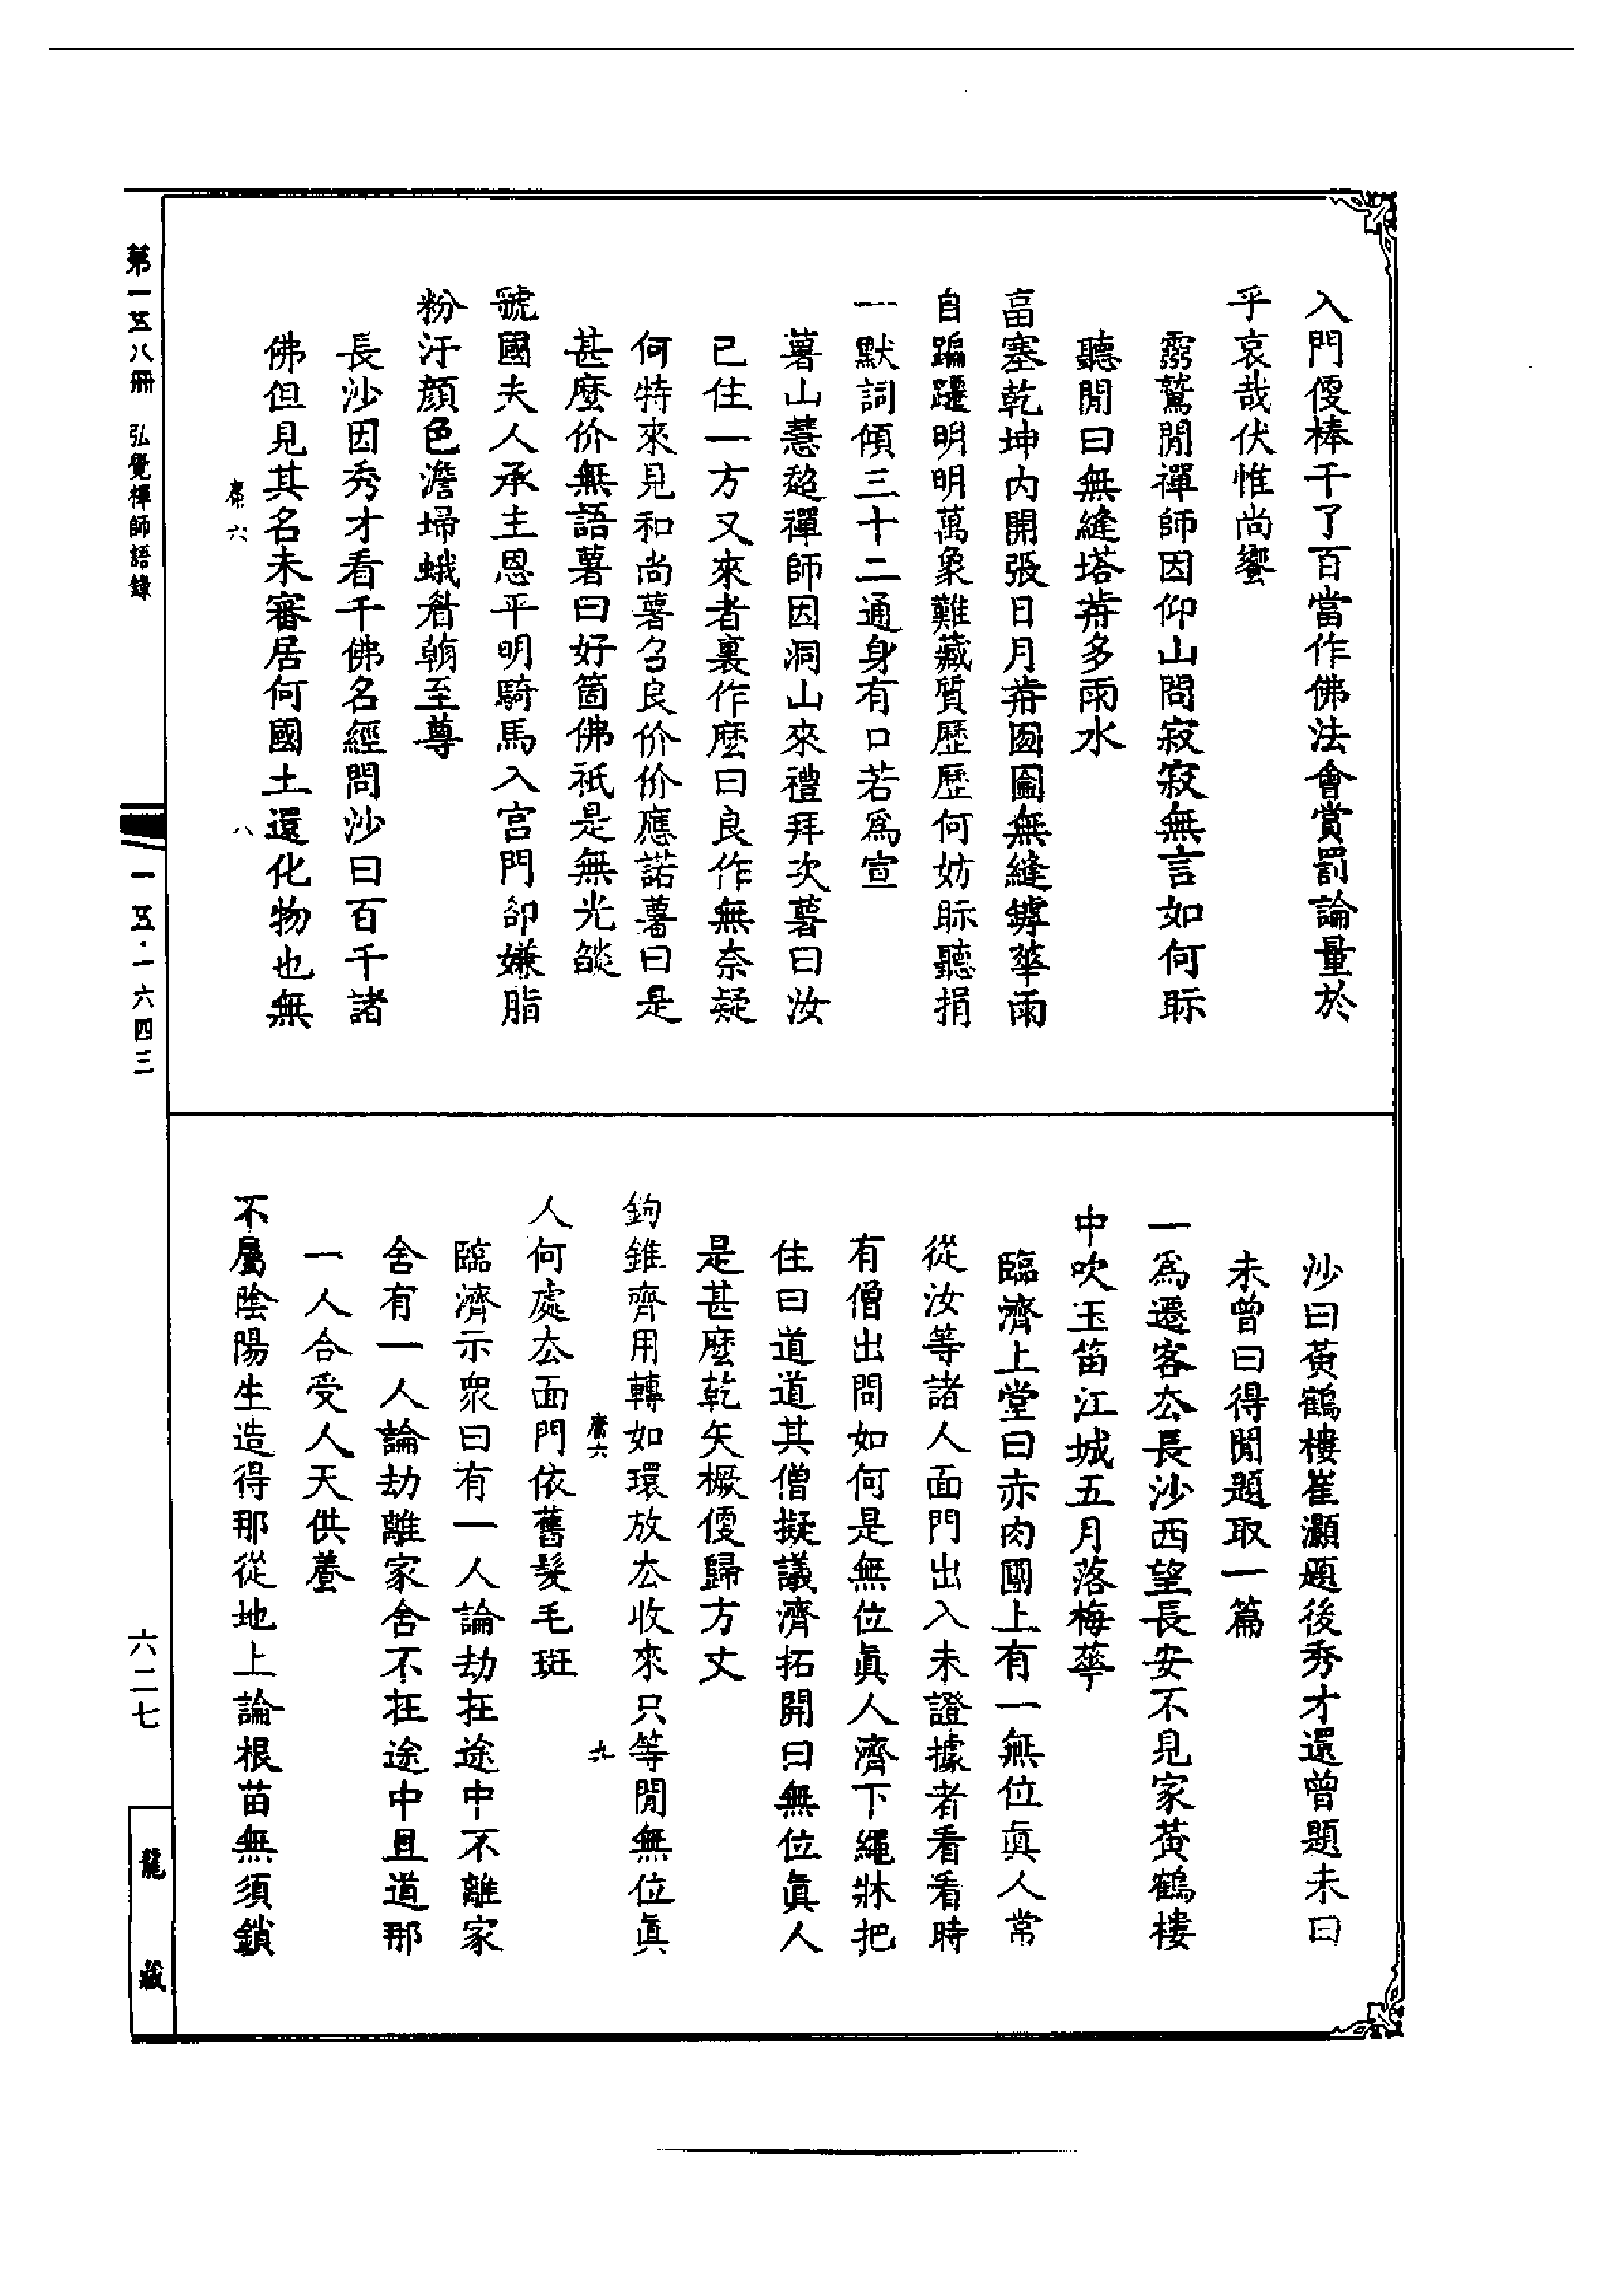 入門便棒千了百當作佛法會賞罰論量於
乎哀哉伏惟尚饗
霛鷲閒禪師因仰山問寂寂無言如何眎
聽閒曰無縫塔前多雨水
畐塞乾坤內開張日月前囫圇無縫罅華雨
自蹁躚明明萬象難藏質歷歷何妨眎聽捐
一默詞傾三十二通身有口若為宣
薯山慧超禪師因洞山來禮拜次薯曰汝
已住一方又來者裏作麼曰良作無奈疑
何特來見和尚薯召良价价應諾薯曰是
甚麼价無語薯曰好箇佛祇是無光燄
虢國夫人承主恩平明騎馬入宮門卻嫌脂
粉汙顏色澹埽蛾眉朝至尊
長沙因秀才看千佛名經問沙曰百千諸
佛但見其名未審居何國土還化物也無
六 八
沙曰黃鶴樓崔灝題後秀才還曾題未曰
未曾曰得閒題取一篇
一為遷客厺長沙西望長安不見家黃鶴樓
中吹玉笛江城五月落梅華
臨濟上堂曰赤肉團上有一無位眞人常
從汝等諸人面門出入未證據者看看時
有僧出問如何是無位眞人濟下繩牀把
住曰道道其僧擬議濟拓開曰無位眞人
是甚麼乾矢橛便歸方丈
鉤錐齊用轉如環放厺收來只等閒無位眞
六 九
人何處厺面門依舊髮毛斑
臨濟示眾曰有一人論劫在途中不離家
舍有一人論劫離家舍不在途中且道那
一人合受人天供養
不屬陰陽生造得那從地上論根苗無須鎖
第一五八冊 弘覺禪師語錄
一五·一六四三
六二七
龍藏